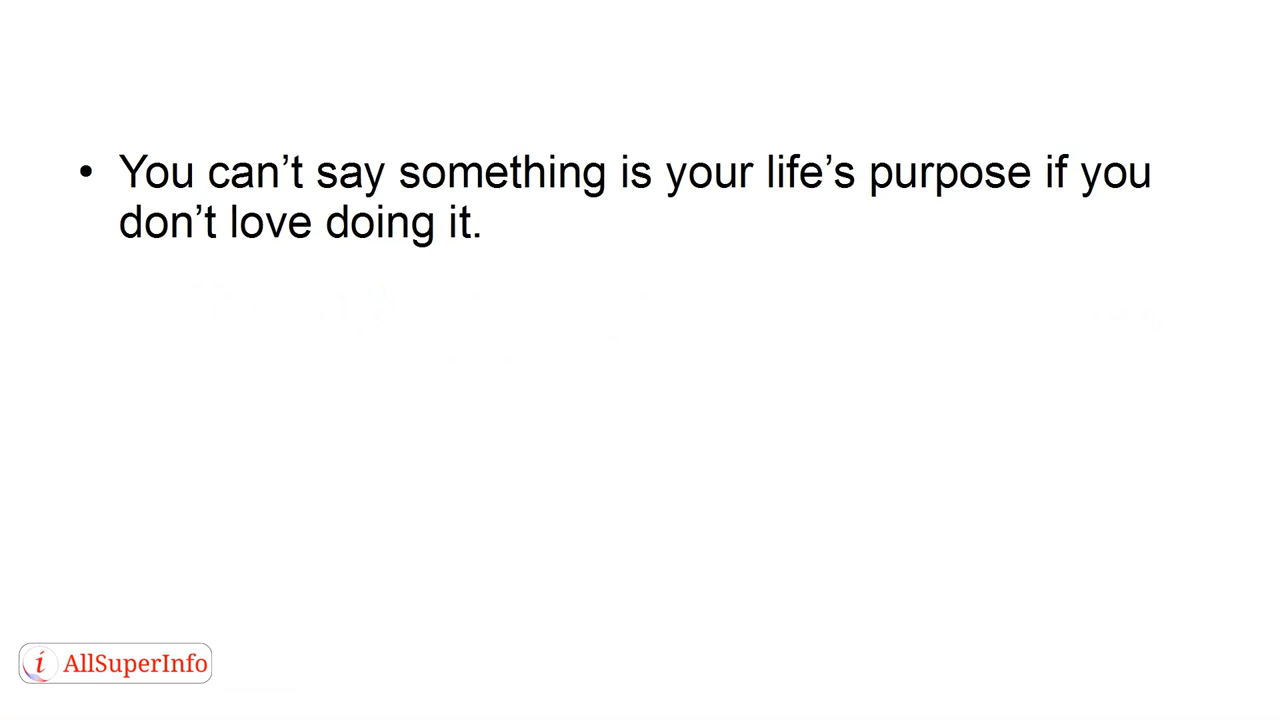 • You can’t say something is your life’s purpose if you
don’t love doing it.
i AllSuperInfo